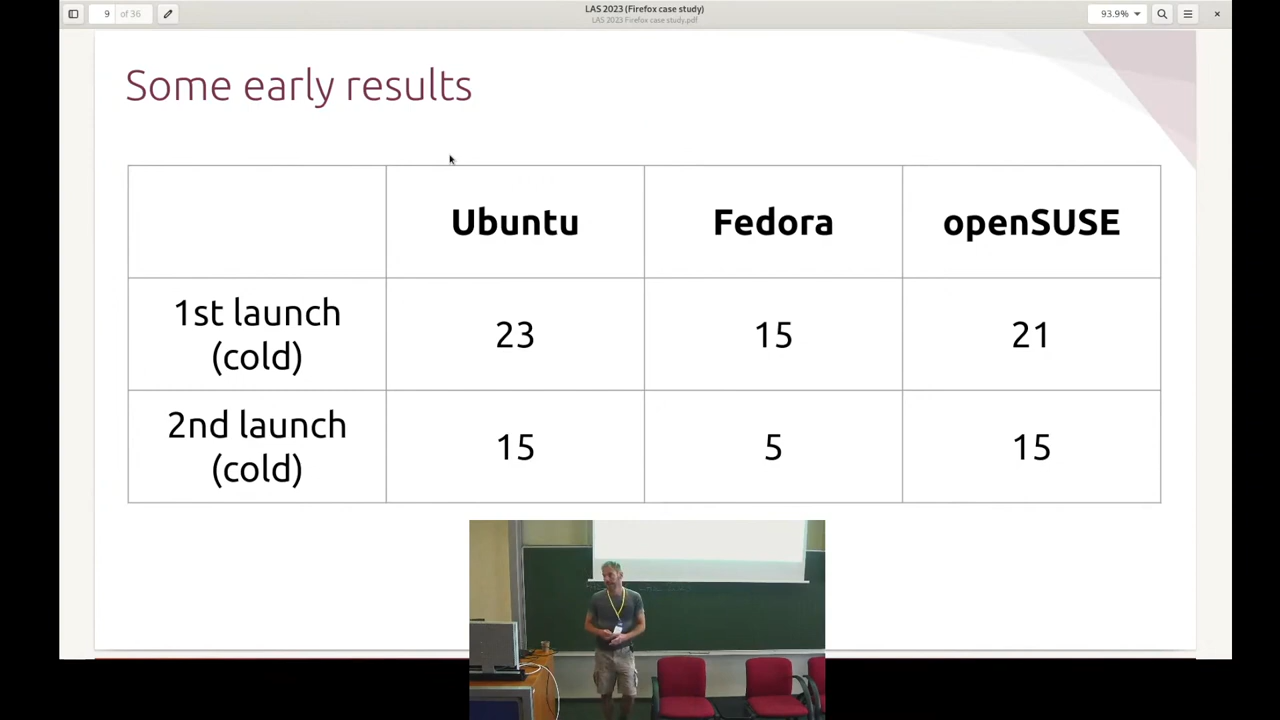 9 of 36
LAS 2023 (Firefox case study)
LAS 2023 Firefox case study.pdf
93.9%
Some early results
Ubuntu Fedora openSUSE
1st launch
(cold)
23 15 21
2nd launch
(cold)
15 5 15